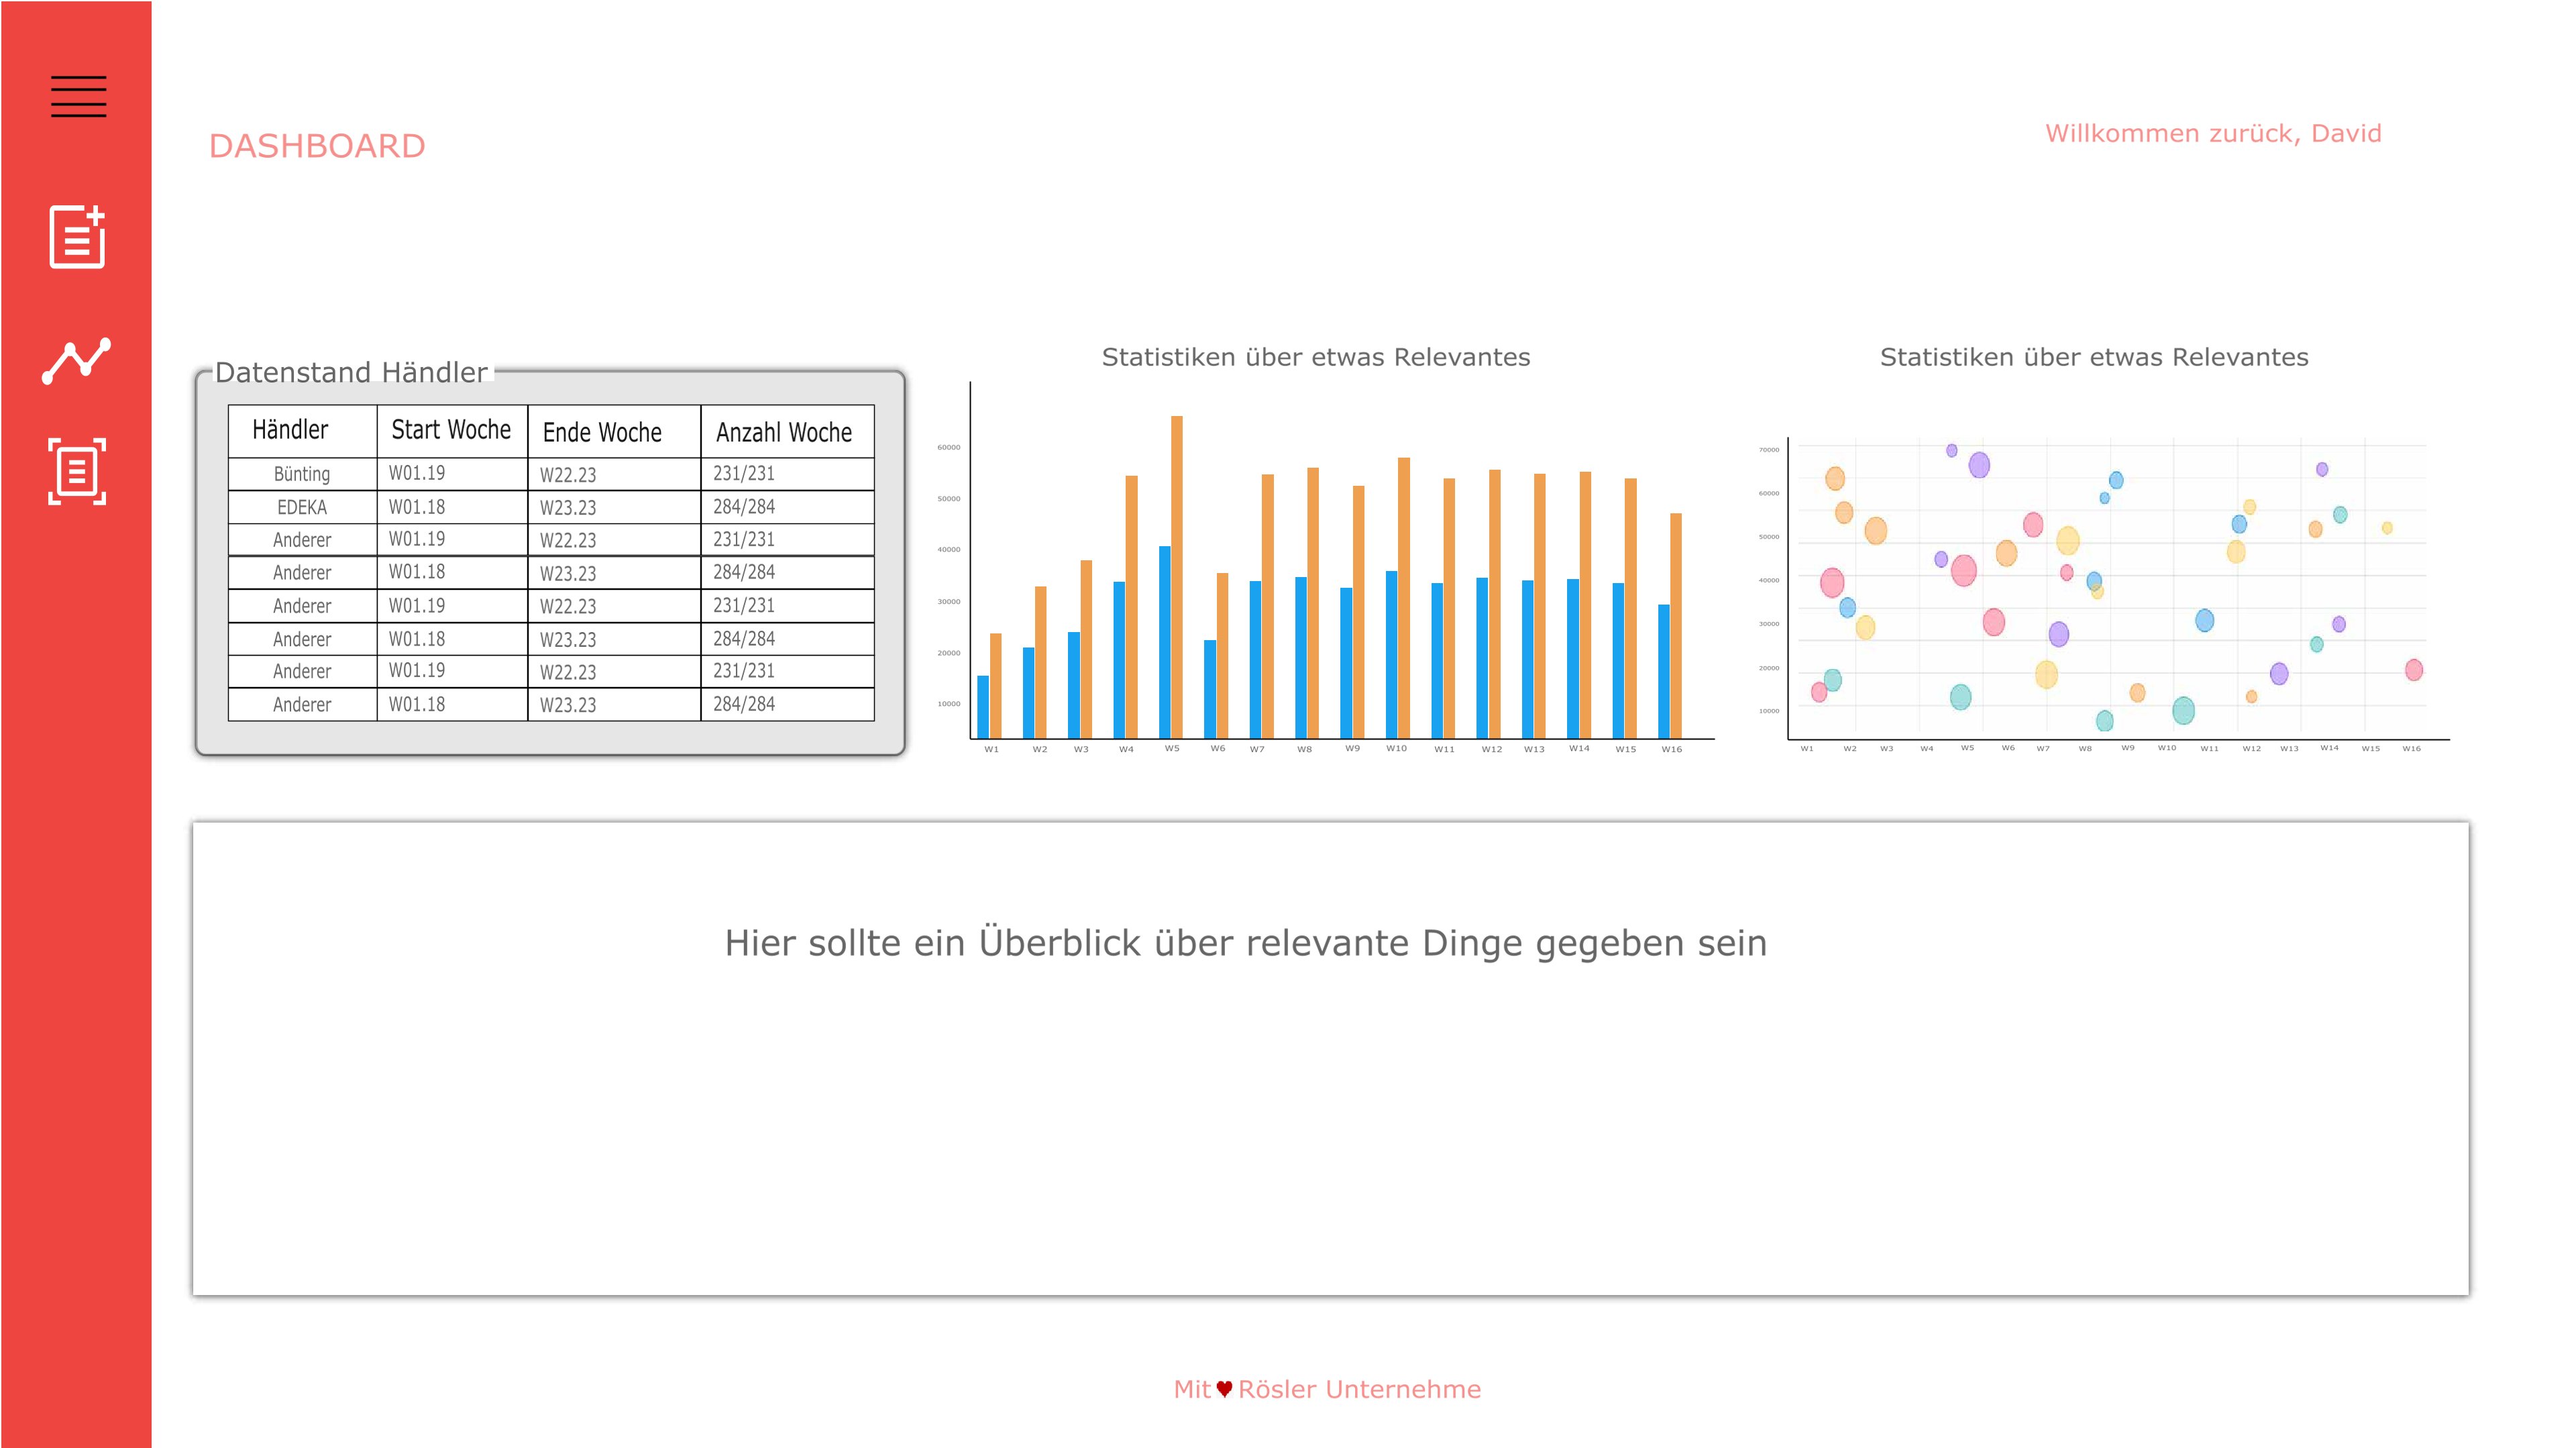 DASHBOARD
Willkommen zurück, David
Datenstand Händler
Händler Start Woche Ende Woche Anzahl Woche
Bünting W01.19 W22.23 231/231
EDEKA W01.18 W23.23 284/284
Anderer W01.19 W22.23 231/231
Anderer W01.18 W23.23 284/284
Anderer W01.19 W22.23 231/231
Anderer W01.18 W23.23 284/284
Anderer W01.19 W22.23 231/231
Anderer W01.18 W23.23 284/284
Statistiken über etwas Relevantes
60000
50000
40000
30000
20000
10000
W1 W2 W3 W4 W5 W6 W7 W8 W9 W10 W11 W12 W13 W14 W15 W16
Statistiken über etwas Relevantes
70000
60000
50000
40000
30000
20000
10000
W1 W2 W3 W4 W5 W6 W7 W8 W9 W10 W11 W12 W13 W14 W15 W16
Hier sollte ein Überblick über relevante Dinge gegeben sein
Mit ♥ Rösler Unternehme